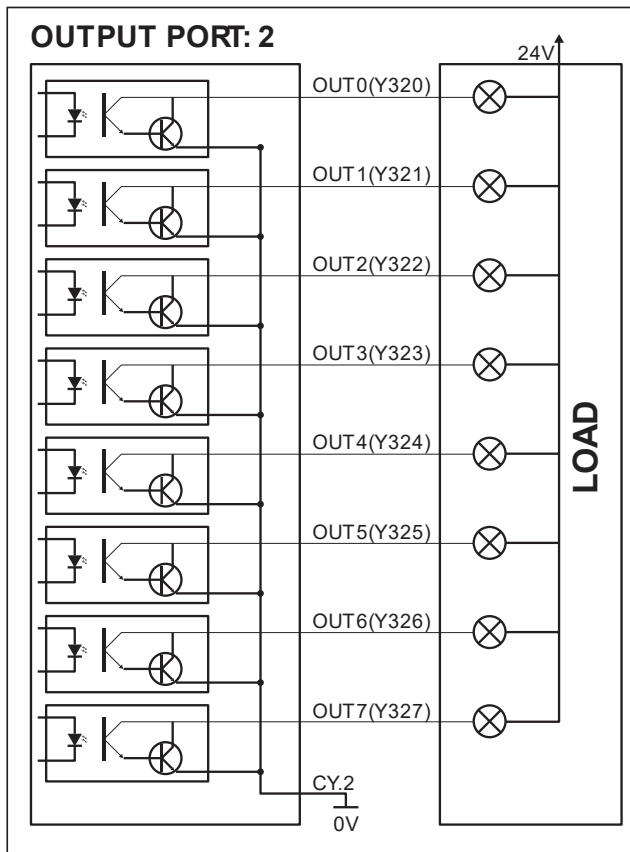 OUTPUT PORT: 2
24V
OUT0(Y320)
OUT1(Y321)
OUT2(Y322)
OUT3(Y323)
OUT4(Y324)
OUT5(Y325)
OUT6(Y326)
OUT7(Y327)
LOAD
CY.2
0V